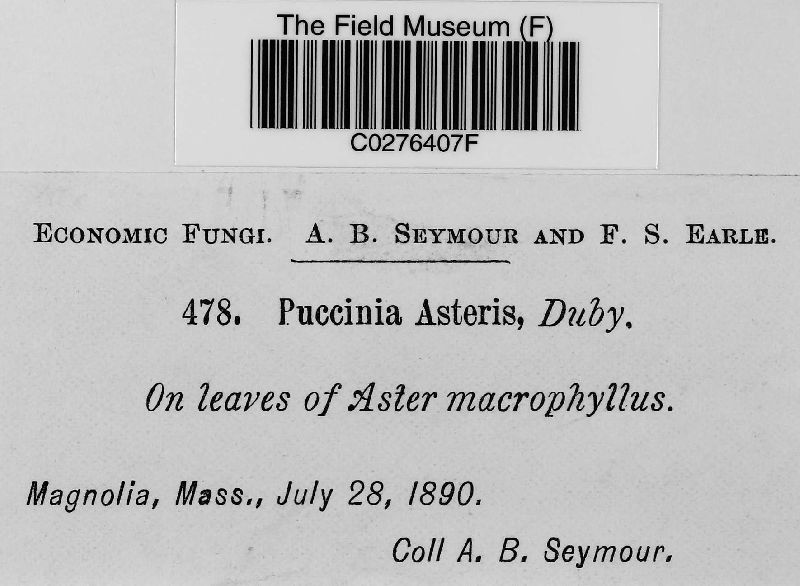 The Field Museum (F)
C0276407F
Economic Fungi. A. B. Seymour and F. S. Earle.
478. Puccinia Asteris, Duby.
On leaves of Aster macrophyllus.
Magnolia, Mass., July 28, 1890.
Coll A. B. Seymour.